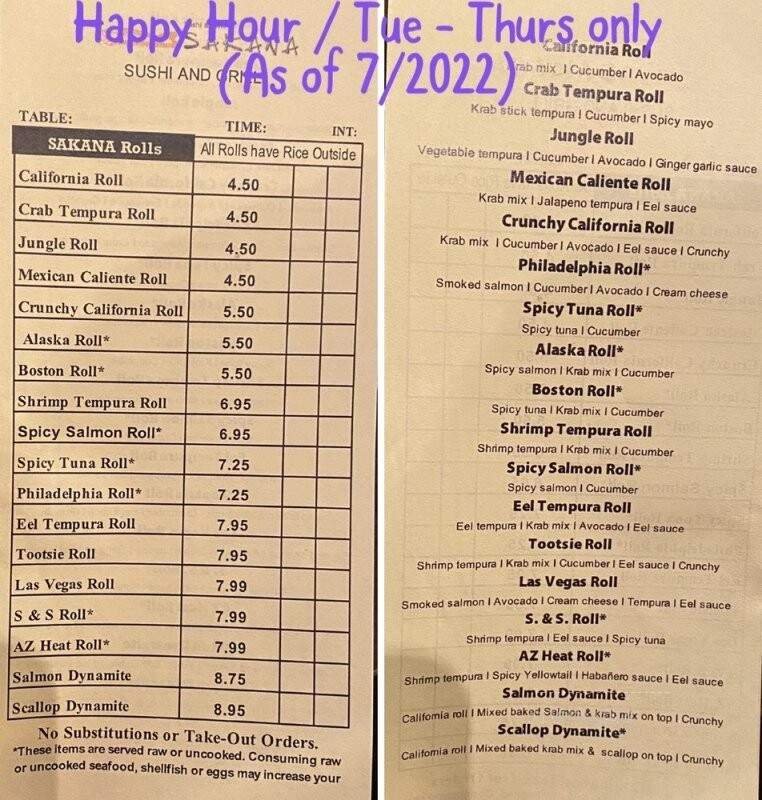 Happy Hour / Tue - Thurs only
(As of 7/2022)
SAKANA
SUSHI AND GRILL
TABLE: TIME: INT:
SAKANA Rolls All Rolls have Rice Outside
California Roll 4.50
Crab Tempura Roll 4.50
Jungle Roll 4.50
Mexican Caliente Roll 4.50
Crunchy California Roll 5.50
Alaska Roll* 5.50
Boston Roll* 5.50
Shrimp Tempura Roll 6.95
Spicy Salmon Roll* 6.95
Spicy Tuna Roll* 7.25
Philadelphia Roll* 7.25
Eel Tempura Roll 7.95
Tootsie Roll 7.95
Las Vegas Roll 7.99
S & S Roll* 7.99
AZ Heat Roll* 7.99
Salmon Dynamite 8.75
Scallop Dynamite 8.95
No Substitutions or Take-Out Orders.
*These items are served raw or uncooked. Consuming raw
or uncooked seafood, shellfish or eggs may increase your
California Roll
Krab mix I Cucumber I Avocado
Crab Tempura Roll
Krab stick tempura I Cucumber I Spicy mayo
Jungle Roll
Vegetable tempura I Cucumber I Avocado I Ginger garlic sauce
Mexican Caliente Roll
Krab mix I Jalapeno tempura I Eel sauce
Crunchy California Roll
Krab mix I Cucumber I Avocado I Eel sauce I Crunchy
Philadelphia Roll*
Smoked salmon I Cucumber I Avocado I Cream cheese
Spicy Tuna Roll*
Spicy tuna I Cucumber
Alaska Roll*
Spicy salmon I Krab mix I Cucumber
Boston Roll*
Spicy tuna I Krab mix I Cucumber
Shrimp Tempura Roll
Shrimp tempura I Krab mix I Cucumber
Spicy Salmon Roll*
Spicy salmon I Cucumber
Eel Tempura Roll
Eel tempura I Krab mix I Avocado I Eel sauce
Tootsie Roll
Shrimp tempura I Krab mix I Cucumber I Eel sauce I Crunchy
Las Vegas Roll
Smoked salmon I Avocado I Cream cheese I Tempura I Eel sauce
S. & S. Roll*
Shrimp tempura I Eel sauce I Spicy tuna
AZ Heat Roll*
Shrimp tempura I Spicy Yellowtail I Habañero sauce I Eel sauce
Salmon Dynamite
California roll I Mixed baked Salmon & krab mix on top I Crunchy
Scallop Dynamite*
California roll I Mixed baked krab mix & scallop on top I Crunchy